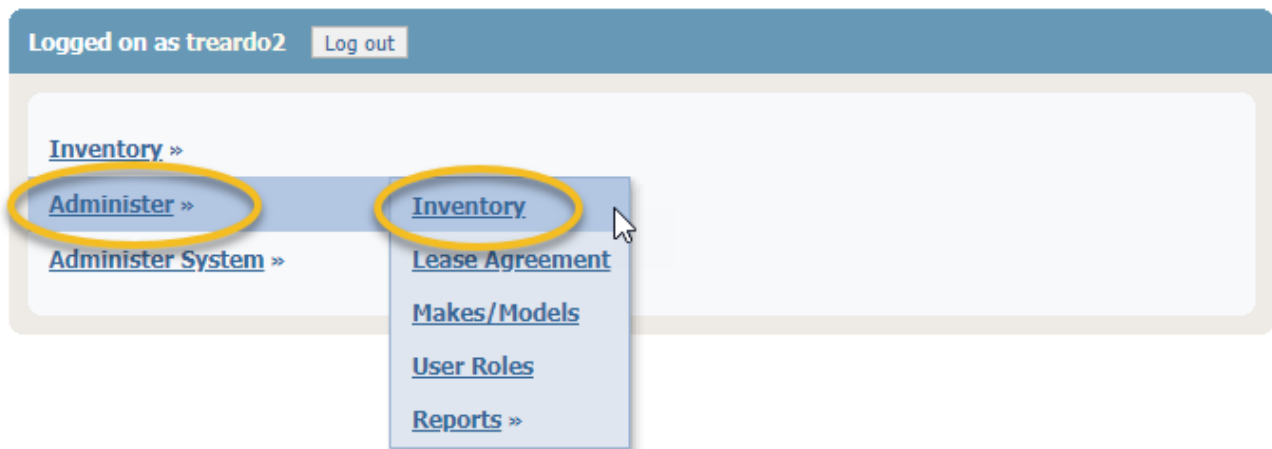 Logged on as treardo2 Log out
Inventory »
Administer » Inventory
Administer System » Lease Agreement
Makes/Models
User Roles
Reports »